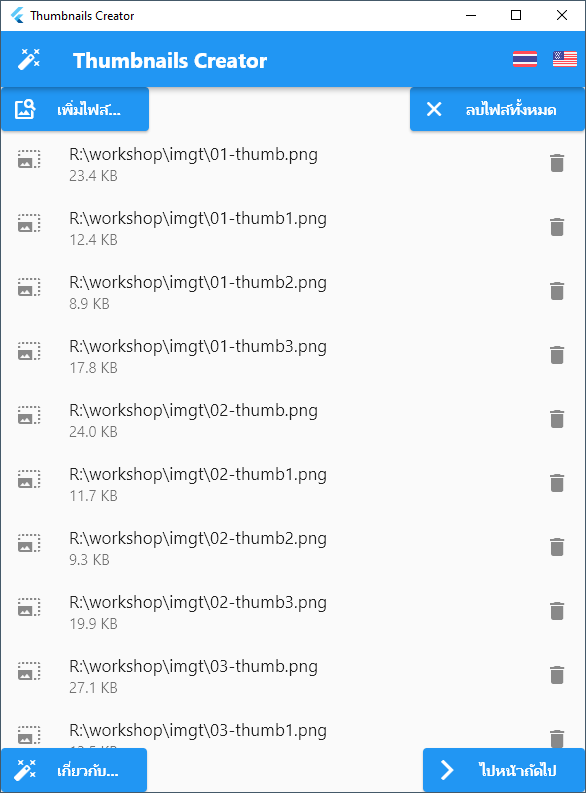 Thumbnails Creator
Thumbnails Creator
เพิ่มไฟล์...
ลบไฟล์ทั้งหมด
R:\workshop\imgt\01-thumb.png
23.4 KB
R:\workshop\imgt\01-thumb1.png
12.4 KB
R:\workshop\imgt\01-thumb2.png
8.9 KB
R:\workshop\imgt\01-thumb3.png
17.8 KB
R:\workshop\imgt\02-thumb.png
24.0 KB
R:\workshop\imgt\02-thumb1.png
11.7 KB
R:\workshop\imgt\02-thumb2.png
9.3 KB
R:\workshop\imgt\02-thumb3.png
19.9 KB
R:\workshop\imgt\03-thumb.png
27.1 KB
R:\workshop\imgt\03-thumb1.png
เกี่ยวกับ...
ไปหน้าถัดไป